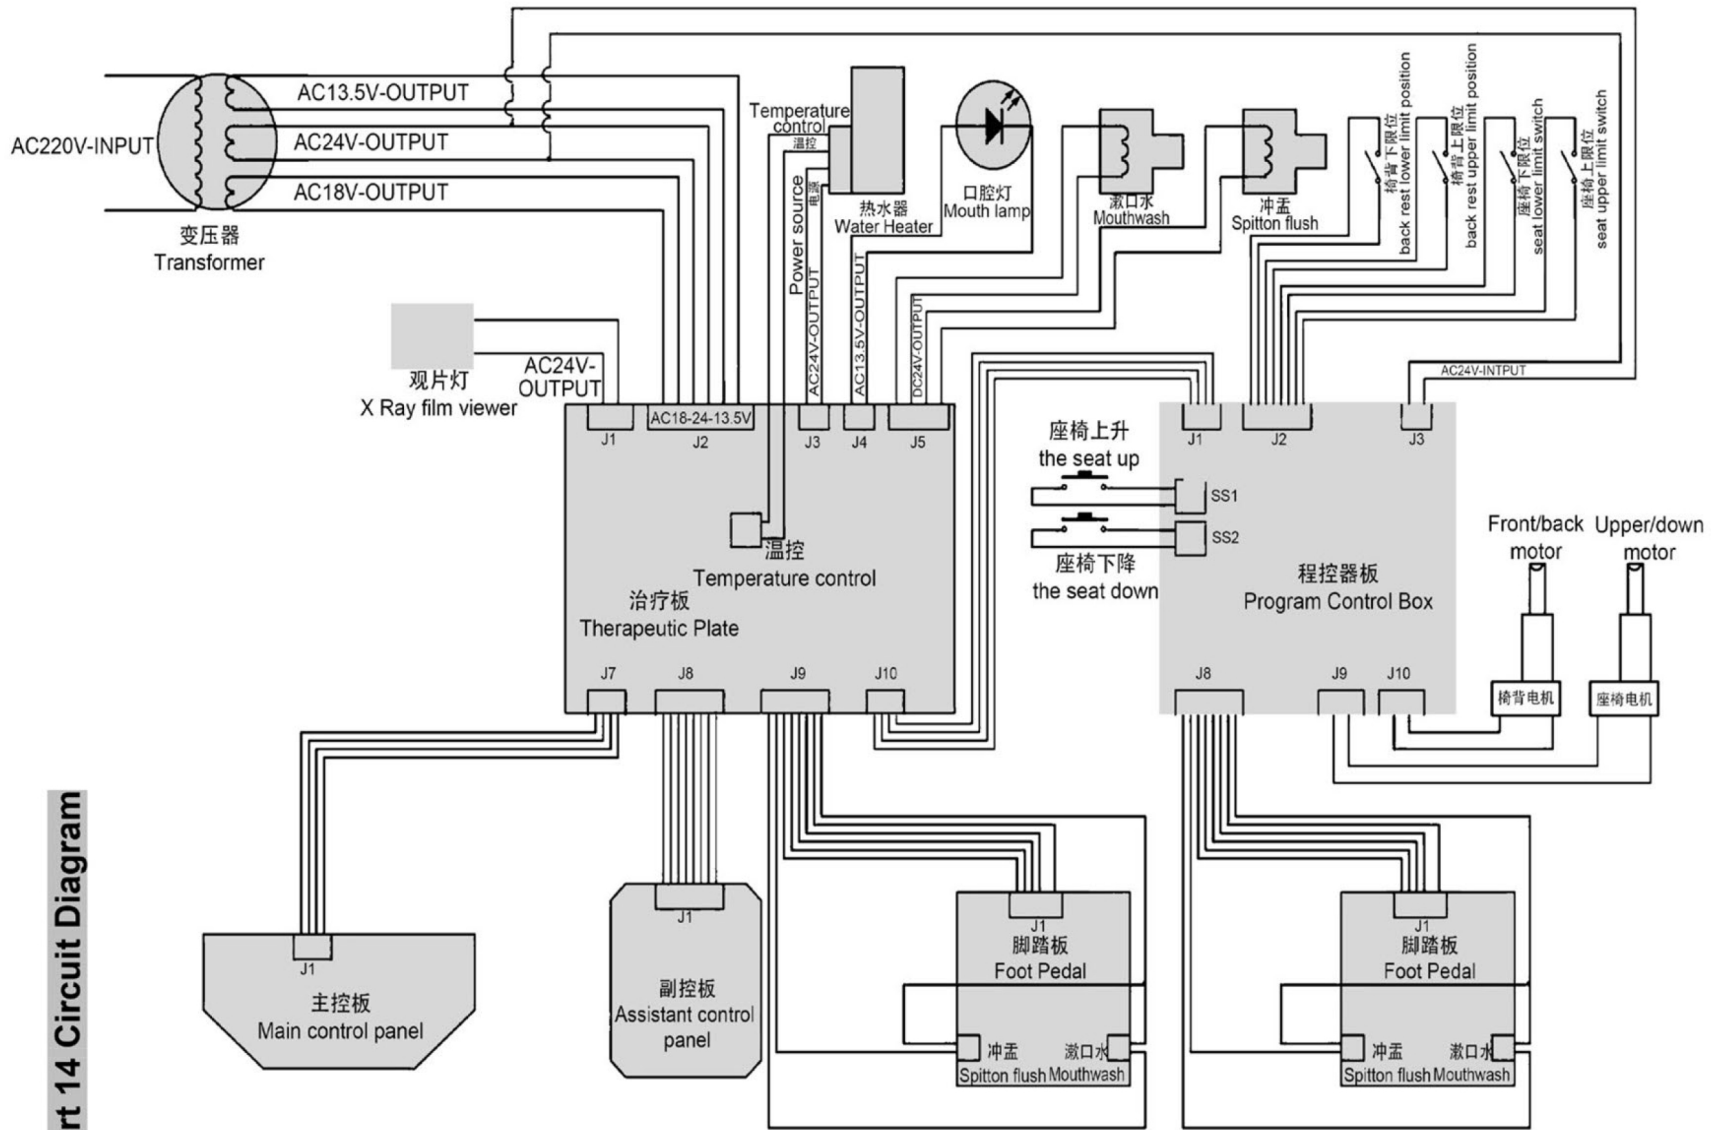 AC220V-INPUT
AC13.5V-OUTPUT
AC24V-OUTPUT
AC18V-OUTPUT
变压器
Transformer
Temperature
control
温控
Power source
电源
热水器
Water Heater
口腔灯
Mouth lamp
漱口水
Mouthwash
冲盂
Spitton flush
椅背下限位
back rest lower limit position
椅背上限位
back rest upper limit position
座椅下限位
seat lower limit switch
座椅上限位
seat upper limit switch
观片灯
X Ray film viewer
AC24V-
OUTPUT
AC24V-OUTPUT
AC13.5V-OUTPUT
DC24V-OUTPUT
AC24V-INTPUT
J1
AC18-24-13.5V
J2
J3
J4
J5
温控
Temperature control
治疗板
Therapeutic Plate
J7
J8
J9
J10
J1
J2
J3
座椅上升
the seat up
SS1
SS2
座椅下降
the seat down
程控器板
Program Control Box
J8
J9
J10
Front/back
motor
Upper/down
motor
椅背电机
座椅电机
J1
主控板
Main control panel
J1
副控板
Assistant control
panel
J1
脚踏板
Foot Pedal
冲盂
漱口水
Spitton flush
Mouthwash
J1
脚踏板
Foot Pedal
冲盂
漱口水
Spitton flush
Mouthwash
rt 14 Circuit Diagram